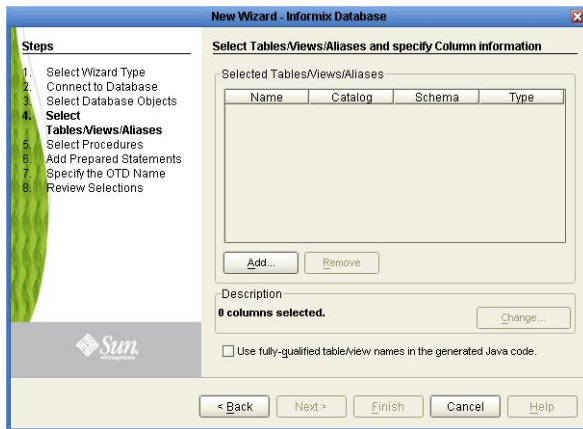 New Wizard - Informix Database
Steps
1. Select Wizard Type
2. Connect to Database
3. Select Database Objects
4. Select
Tables/Views/Aliases
5. Select Procedures
6. Add Prepared Statements
7. Specify the OTD Name
8. Review Selections
Sun
microsystems
Select Tables/Views/Aliases and specify Column information
Selected Tables/Views/Aliases
Name Catalog Schema Type
Add... Remove
Description
0 columns selected.
Change...
Use fully-qualified table/view names in the generated Java code.
< Back Next > Finish Cancel Help